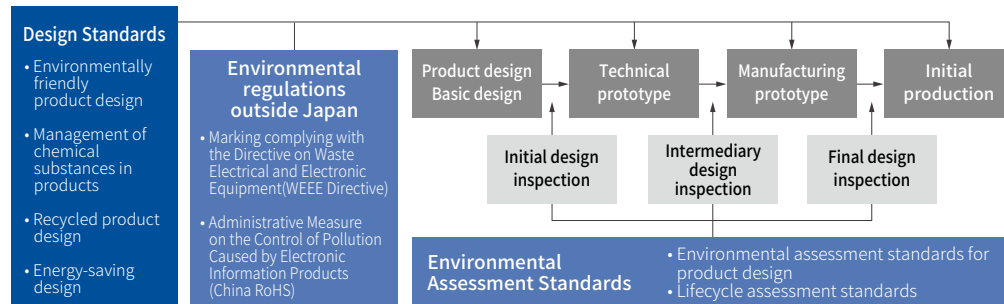 Design Standards
• Environmentally
friendly
product design
• Management of
chemical
substances in
products
• Recycled product
design
• Energy-saving
design
Environmental
regulations
outside Japan
• Marking complying with
the Directive on Waste
Electrical and Electronic
Equipment(WEEE Directive)
• Administrative Measure
on the Control of Pollution
Caused by Electronic
Information Products
(China RoHS)
Product design
Basic design
Technical
prototype
Manufacturing
prototype
Initial
production
Initial design
inspection
Intermediary
design
inspection
Final design
inspection
Environmental
Assessment Standards
• Environmental assessment standards for
product design
• Lifecycle assessment standards